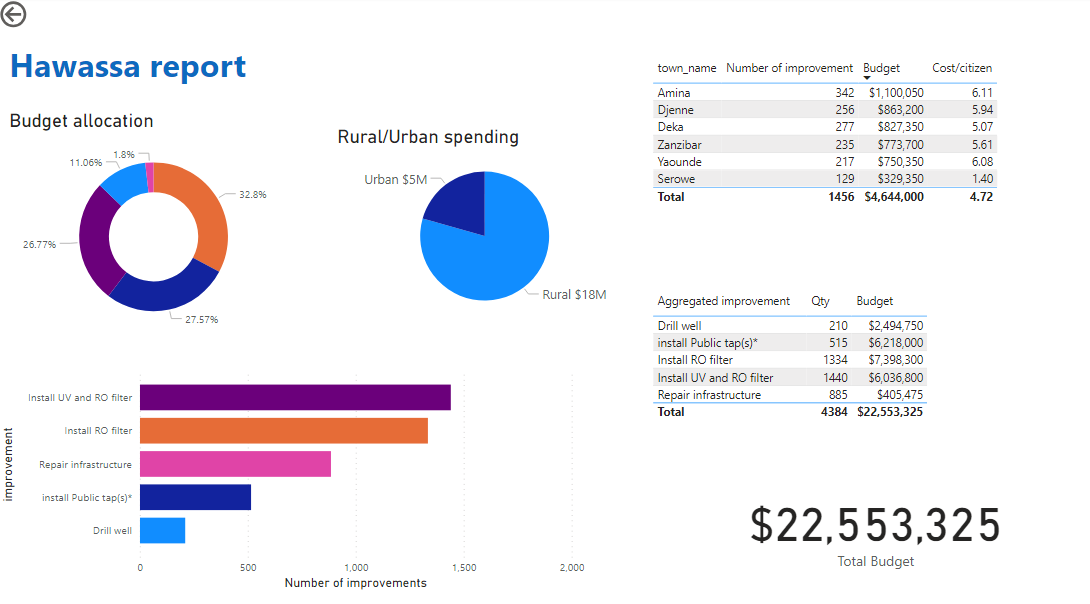 Hawassa report
Budget allocation
1.8%
11.06%
32.8%
26.77%
27.57%
Rural/Urban spending
Urban $5M
Rural $18M
town_name Number of improvement Budget Cost/citizen
Amina 342 $1,100,050 6.11
Djenne 256 $863,200 5.94
Deka 277 $827,350 5.07
Zanzibar 235 $773,700 5.61
Yaounde 217 $750,350 6.08
Serowe 129 $329,350 1.40
Total 1456 $4,644,000 4.72
Aggregated improvement Qty Budget
Drill well 210 $2,494,750
install Public tap(s)* 515 $6,218,000
Install RO filter 1334 $7,398,300
Install UV and RO filter 1440 $6,036,800
Repair infrastructure 885 $405,475
Total 4384 $22,553,325
improvement
Install UV and RO filter
Install RO filter
Repair infrastructure
install Public tap(s)*
Drill well
0 500 1,000 1,500 2,000
Number of improvements
$22,553,325
Total Budget